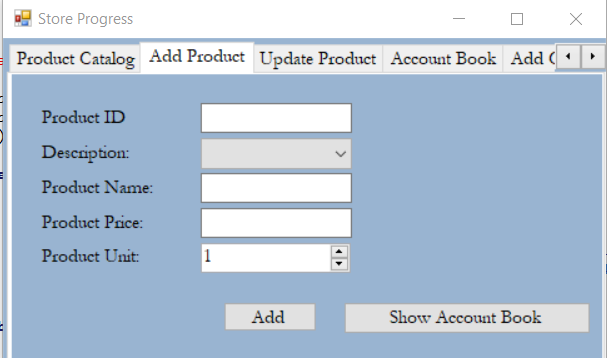 Store Progress
Product Catalog Add Product Update Product Account Book Add
Product ID
Description:
Product Name:
Product Price:
Product Unit: 1
Add Show Account Book